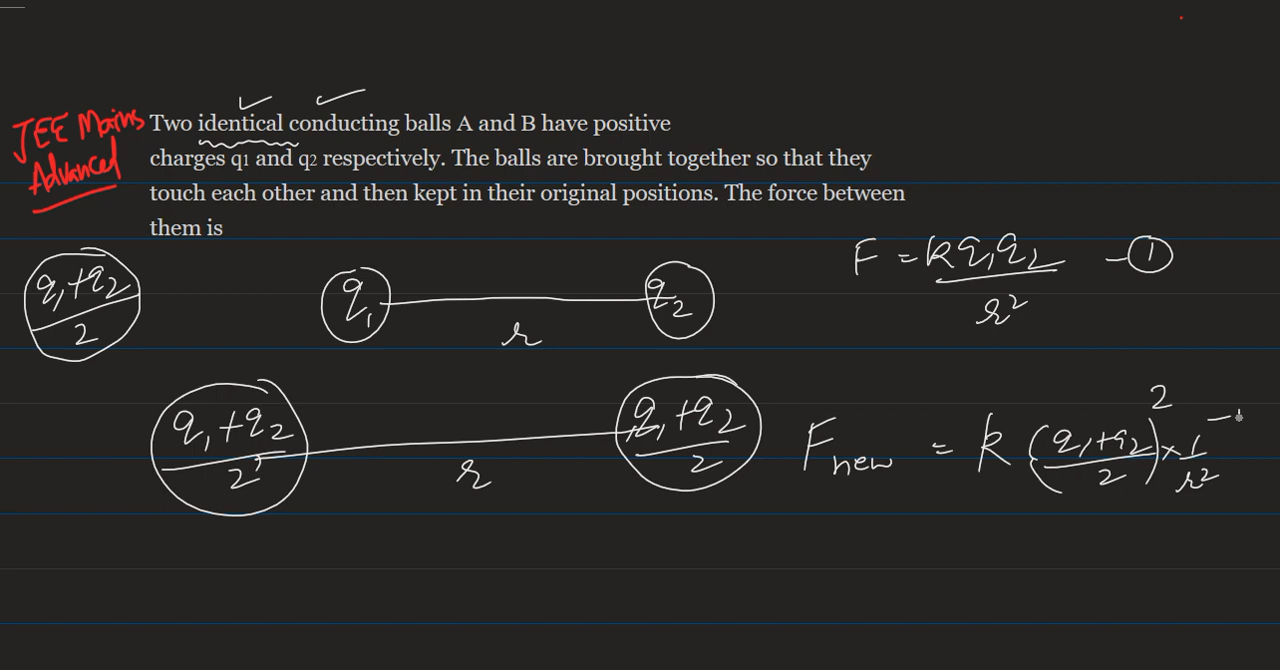 JEE Mains
Advanced
Two identical conducting balls A and B have positive
charges q1 and q2 respectively. The balls are brought together so that they
touch each other and then kept in their original positions. The force between
them is
(q₁+q₂)/2
q₁
r
q₂
F = kq₁q₂/r² - ①
(q₁+q₂)/2
r
(q₁+q₂)/2
F new = k ((q₁+q₂)/2)² × 1/r² -